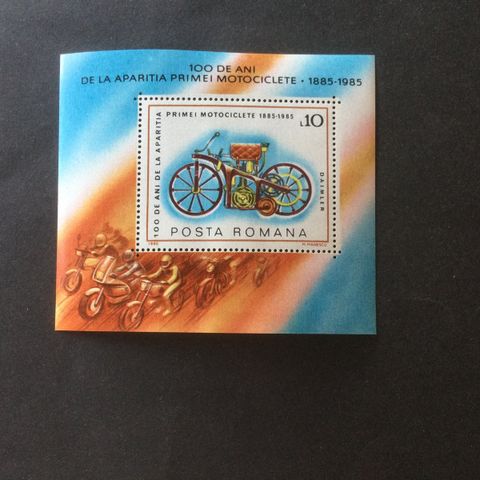 100 DE ANI
DE LA APARITIA PRIMEI MOTOCICLETE • 1885-1985
100 DE ANI DE LA APARITIA
PRIMEI MOTOCICLETE 1885-1985
L10
DAIMLER
POSTA ROMANA
1985